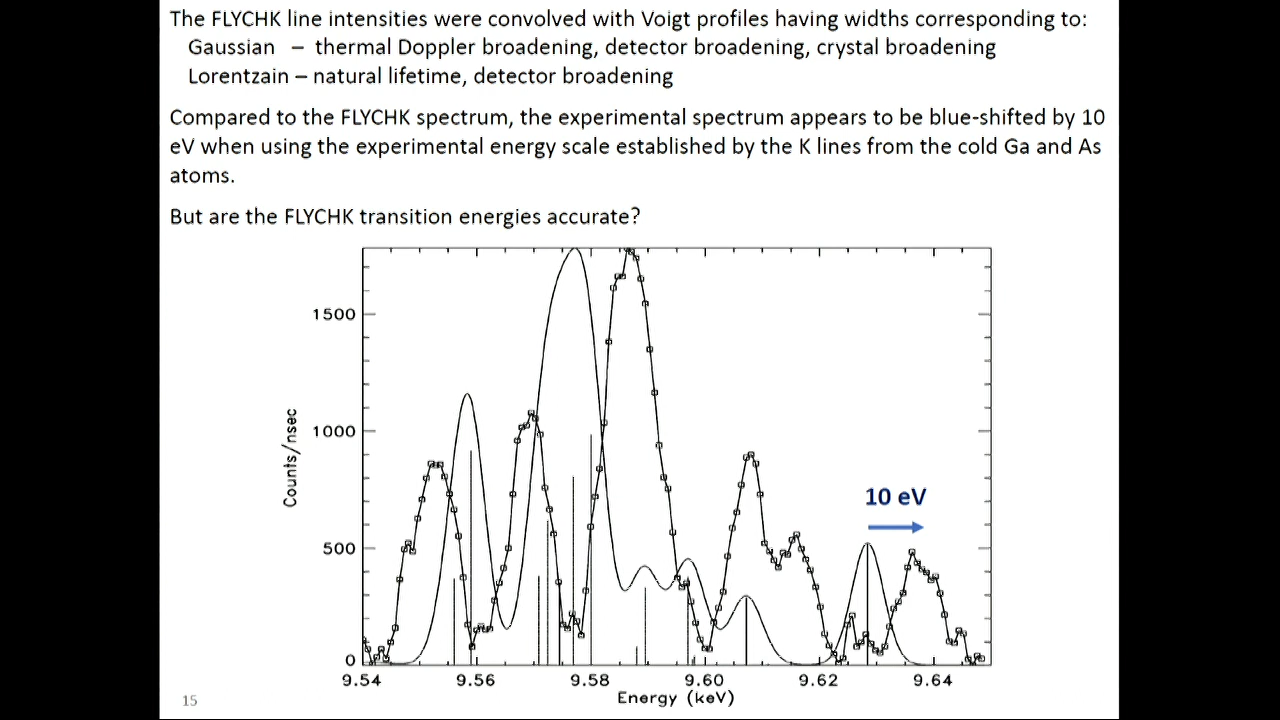 The FLYCHK line intensities were convolved with Voigt profiles having widths corresponding to:
Gaussian – thermal Doppler broadening, detector broadening, crystal broadening
Lorentzain – natural lifetime, detector broadening
Compared to the FLYCHK spectrum, the experimental spectrum appears to be blue-shifted by 10
eV when using the experimental energy scale established by the K lines from the cold Ga and As
atoms.
But are the FLYCHK transition energies accurate?
1500
1000
500
0
Counts/nsec
10 eV
9.54 9.56 9.58 9.60 9.62 9.64
Energy (keV)
15